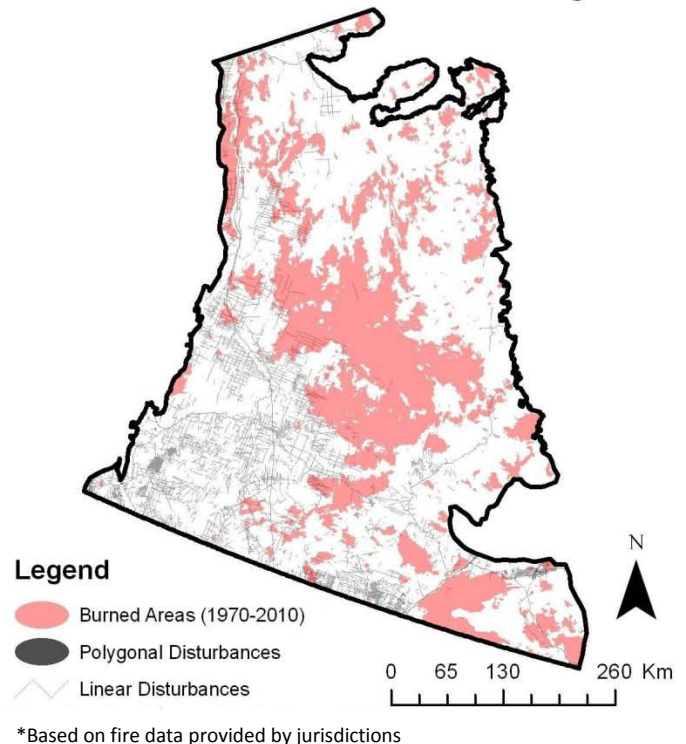 N
Legend
Burned Areas (1970-2010)
Polygonal Disturbances
Linear Disturbances
0 65 130 260 Km
*Based on fire data provided by jurisdictions